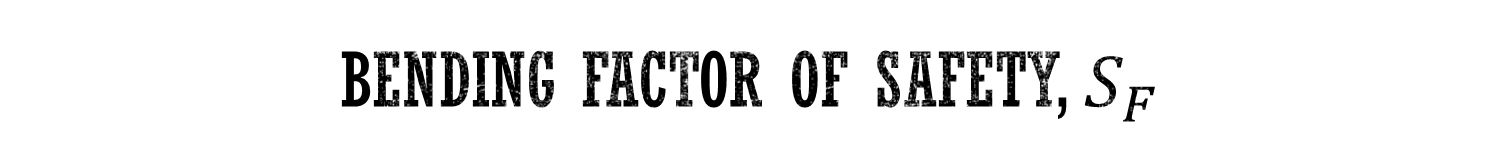 BENDING FACTOR OF SAFETY, S_F